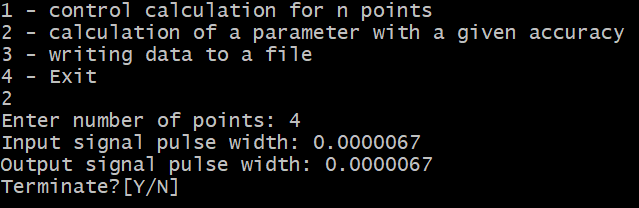 1 - control calculation for n points
2 - calculation of a parameter with a given accuracy
3 - writing data to a file
4 - Exit
2
Enter number of points: 4
Input signal pulse width: 0.0000067
Output signal pulse width: 0.0000067
Terminate?[Y/N]